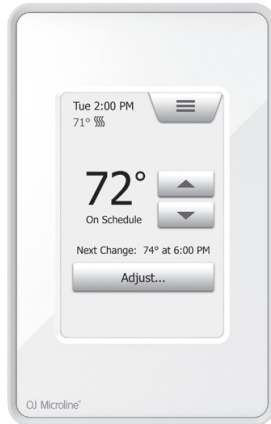 Tue 2:00 PM
71°
72°
On Schedule
Next Change: 74° at 6:00 PM
Adjust...
OJ Microline®